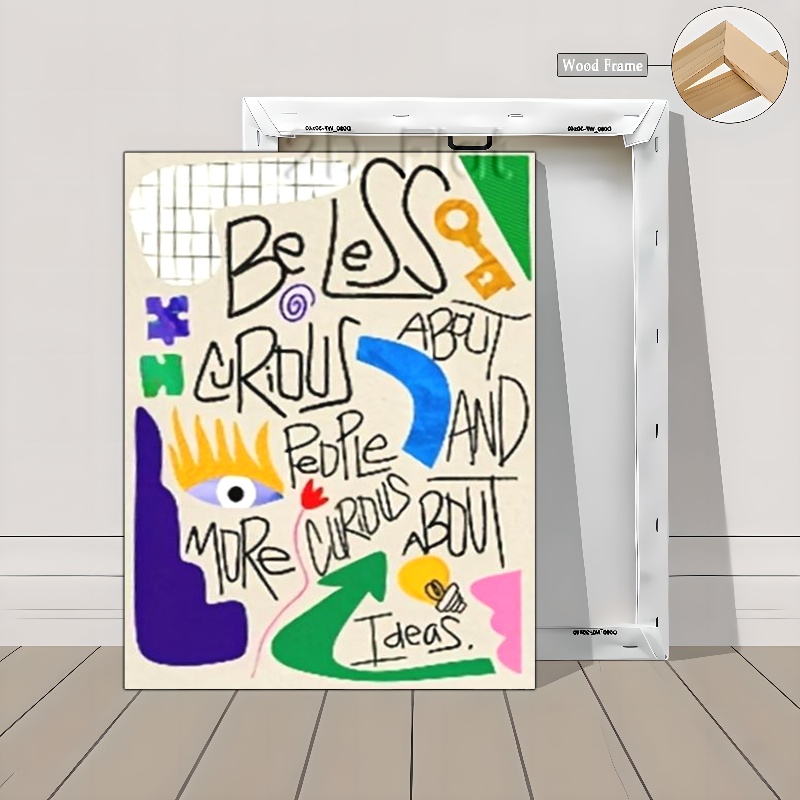 Wood Frame
Be LeSS
CURiOUS ABOUT
PeOPLe AND
MORe CURIOUS ABOUT
Ideas.